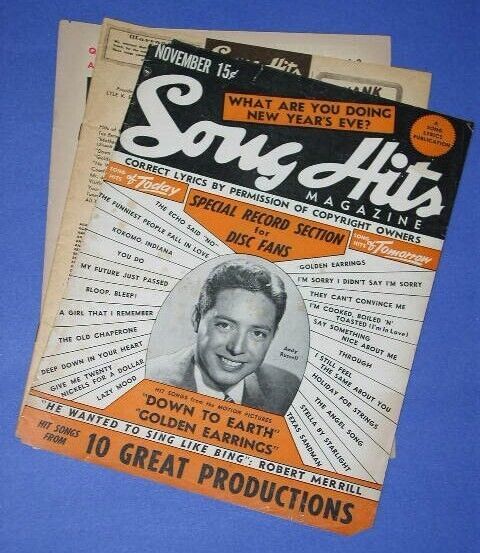 NOVEMBER 15¢
WHAT ARE YOU DOING
NEW YEAR'S EVE?
A
SONG
LYRICS
PUBLICATION
Song Hits
MAGAZINE
CORRECT LYRICS BY PERMISSION OF COPYRIGHT OWNERS
SONG
HITS
of Today
SPECIAL RECORD SECTION
for
DISC FANS
SONG
HITS
of Tomorrow
THE ECHO SAID "NO"
THE FUNNIEST PEOPLE FALL IN LOVE
KOKOMO, INDIANA
YOU DO
MY FUTURE JUST PASSED
BLOOP, BLEEP!
A GIRL THAT I REMEMBER
THE OLD CHAPERONE
DEEP DOWN IN YOUR HEART
GIVE ME TWENTY
NICKELS FOR A DOLLAR
LAZY MOOD
GOLDEN EARRINGS
I'M SORRY I DIDN'T SAY I'M SORRY
THEY CAN'T CONVINCE ME
I'M COOKED, BOILED 'N'
TOASTED (I'm In Love)
SAY SOMETHING
NICE ABOUT ME
THROUGH
I STILL FEEL
THE SAME ABOUT YOU
HOLIDAY FOR STRINGS
THE ANGEL SONG
STELLA BY STARLIGHT
TEXAS SANDMAN
Andy
Russell
HIT SONGS from the MOTION PICTURES
"DOWN TO EARTH"
"GOLDEN EARRINGS"
"HE WANTED TO SING LIKE BING": ROBERT MERRILL
HIT SONGS
FROM
10 GREAT PRODUCTIONS
Song Hits